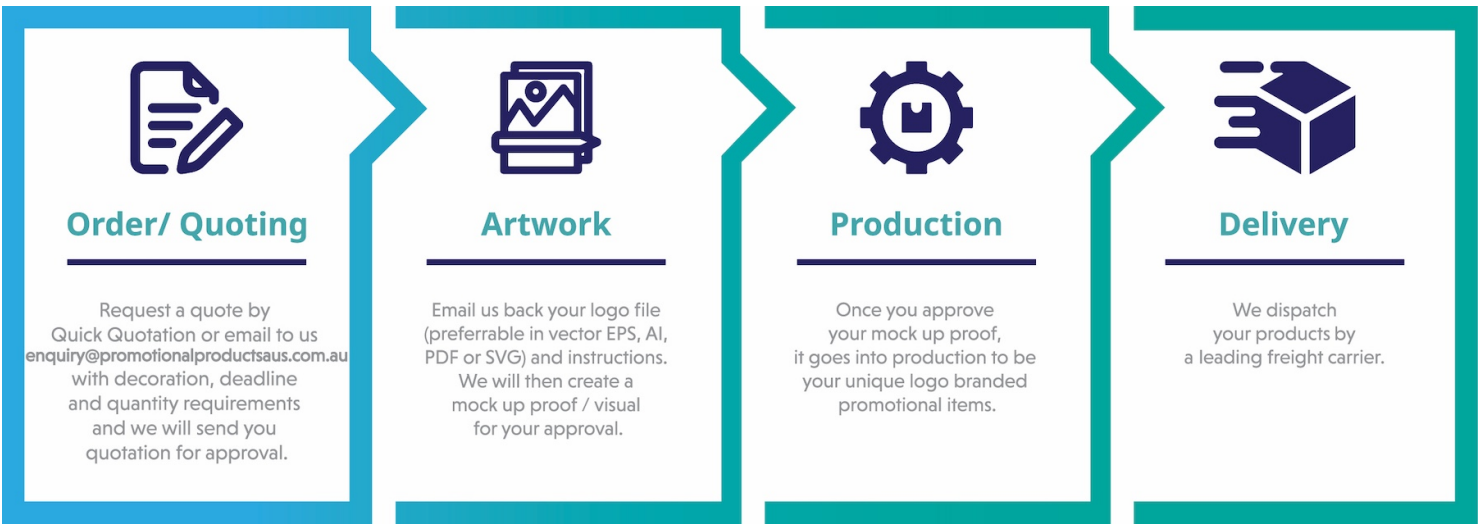 Order/ Quoting
Request a quote by
Quick Quotation or email to us
enquiry@promotionalproductsaus.com.au
with decoration, deadline
and quantity requirements
and we will send you
quotation for approval.
Artwork
Email us back your logo file
(preferrable in vector EPS, AI,
PDF or SVG) and instructions.
We will then create a
mock up proof / visual
for your approval.
Production
Once you approve
your mock up proof,
it goes into production to be
your unique logo branded
promotional items.
Delivery
We dispatch
your products by
a leading freight carrier.